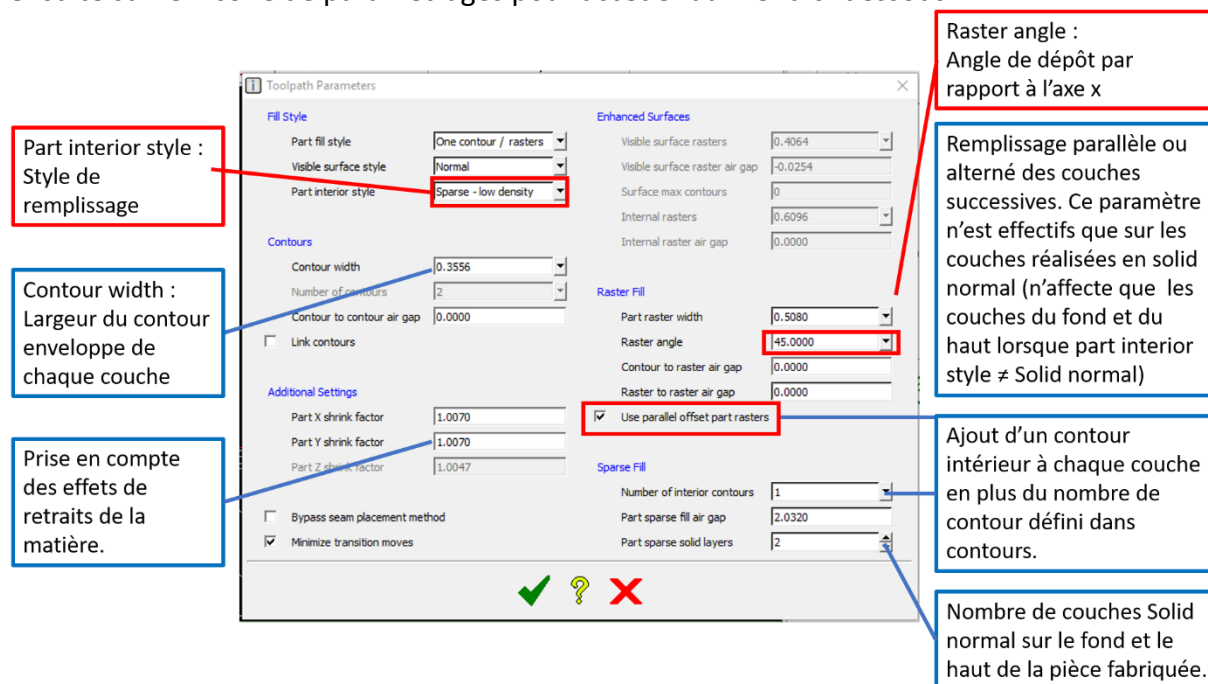 Raster angle :
Angle de dépôt par
rapport à l'axe x
Toolpath Parameters
Fill Style
Part fill style One contour / rasters
Visible surface style Normal
Part interior style Sparse - low density
Enhanced Surfaces
Visible surface rasters 0.4064
Visible surface raster air gap -0.0254
Surface max contours 0
Internal rasters 0.6096
Internal raster air gap 0.0000
Part interior style :
Style de
remplissage
Remplissage parallèle ou
alterné des couches
successives. Ce paramètre
n'est effectifs que sur les
couches réalisées en solid
normal (n'affecte que les
couches du fond et du
haut lorsque part interior
style ≠ Solid normal)
Contours
Contour width 0.3556
Number of contours 2
Contour to contour air gap 0.0000
Link contours
Raster Fill
Part raster width 0.5080
Raster angle 45.0000
Contour to raster air gap 0.0000
Raster to raster air gap 0.0000
Use parallel offset part rasters
Contour width :
Largeur du contour
enveloppe de
chaque couche
Additional Settings
Part X shrink factor 1.0070
Part Y shrink factor 1.0070
Part Z shrink factor 1.0047
Bypass seam placement method
Minimize transition moves
Sparse Fill
Number of interior contours 1
Part sparse fill air gap 2.0320
Part sparse solid layers 2
Prise en compte
des effets de
retraits de la
matière.
Ajout d'un contour
intérieur à chaque couche
en plus du nombre de
contour défini dans
contours.
Nombre de couches Solid
normal sur le fond et le
haut de la pièce fabriquée.